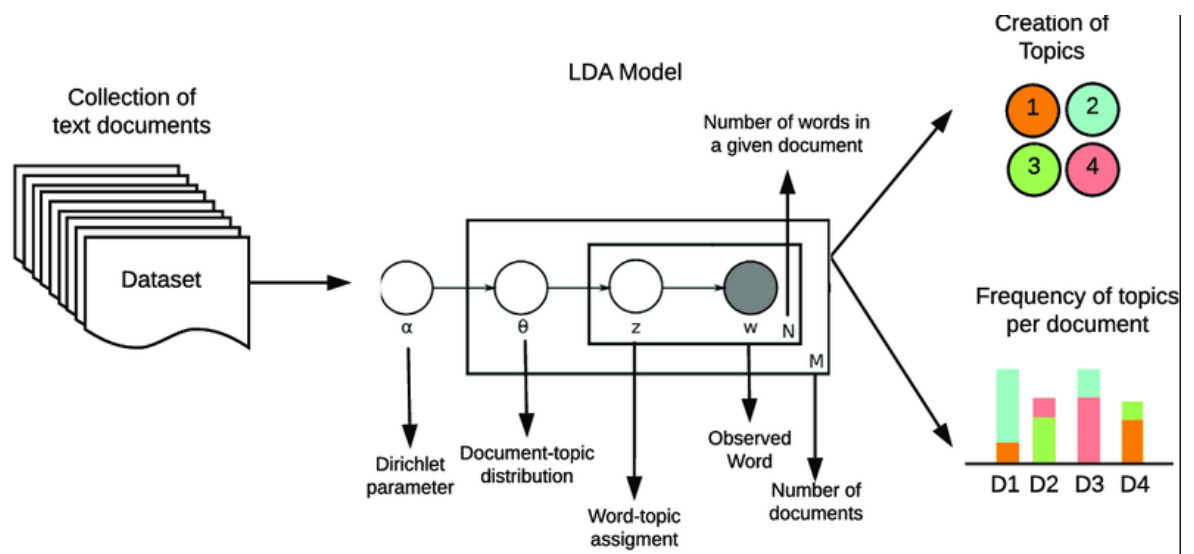 Collection of
text documents
Dataset
LDA Model
Number of words in
a given document
α
θ
z
w
N
M
Dirichlet
parameter
Document-topic
distribution
Word-topic
assigment
Observed
Word
Number of
documents
Creation of
Topics
1
2
3
4
Frequency of topics
per document
D1 D2 D3 D4